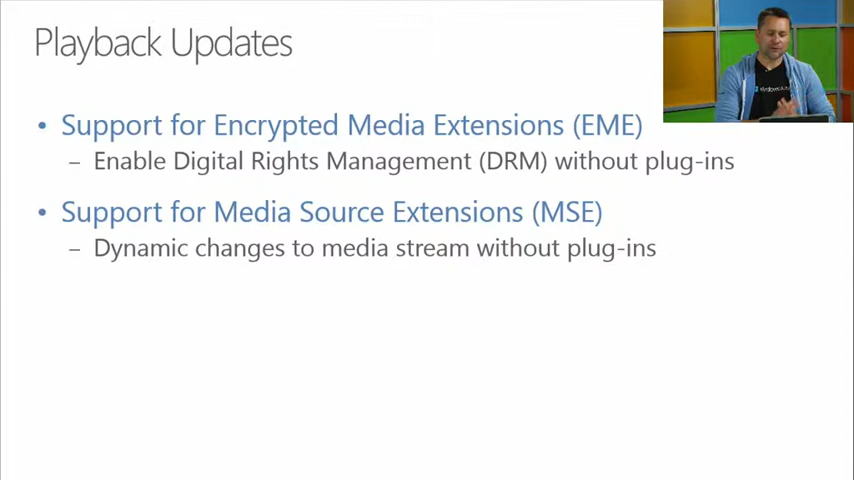 Playback Updates
• Support for Encrypted Media Extensions (EME)
– Enable Digital Rights Management (DRM) without plug-ins
• Support for Media Source Extensions (MSE)
– Dynamic changes to media stream without plug-ins